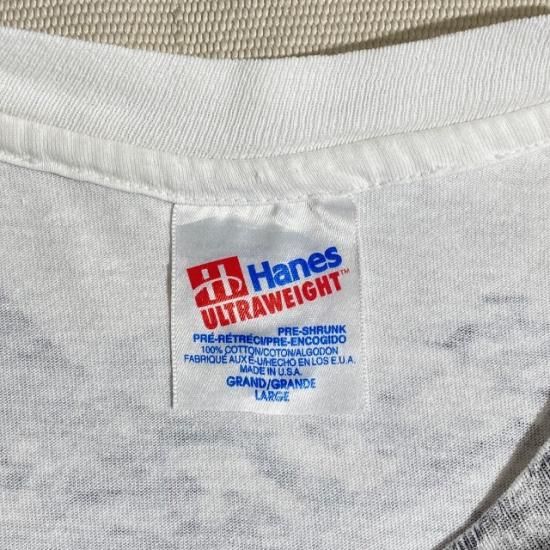 Hanes
ULTRAWEIGHT™
PRE-SHRUNK
PRÉ-RÉTRÉCI/PRE-ENCOGIDO
100% COTTON/COTON/ALGODON
FABRIQUÉ AUX É-U/HECHO EN LOS E.U.A.
MADE IN U.S.A.
GRAND/GRANDE
LARGE